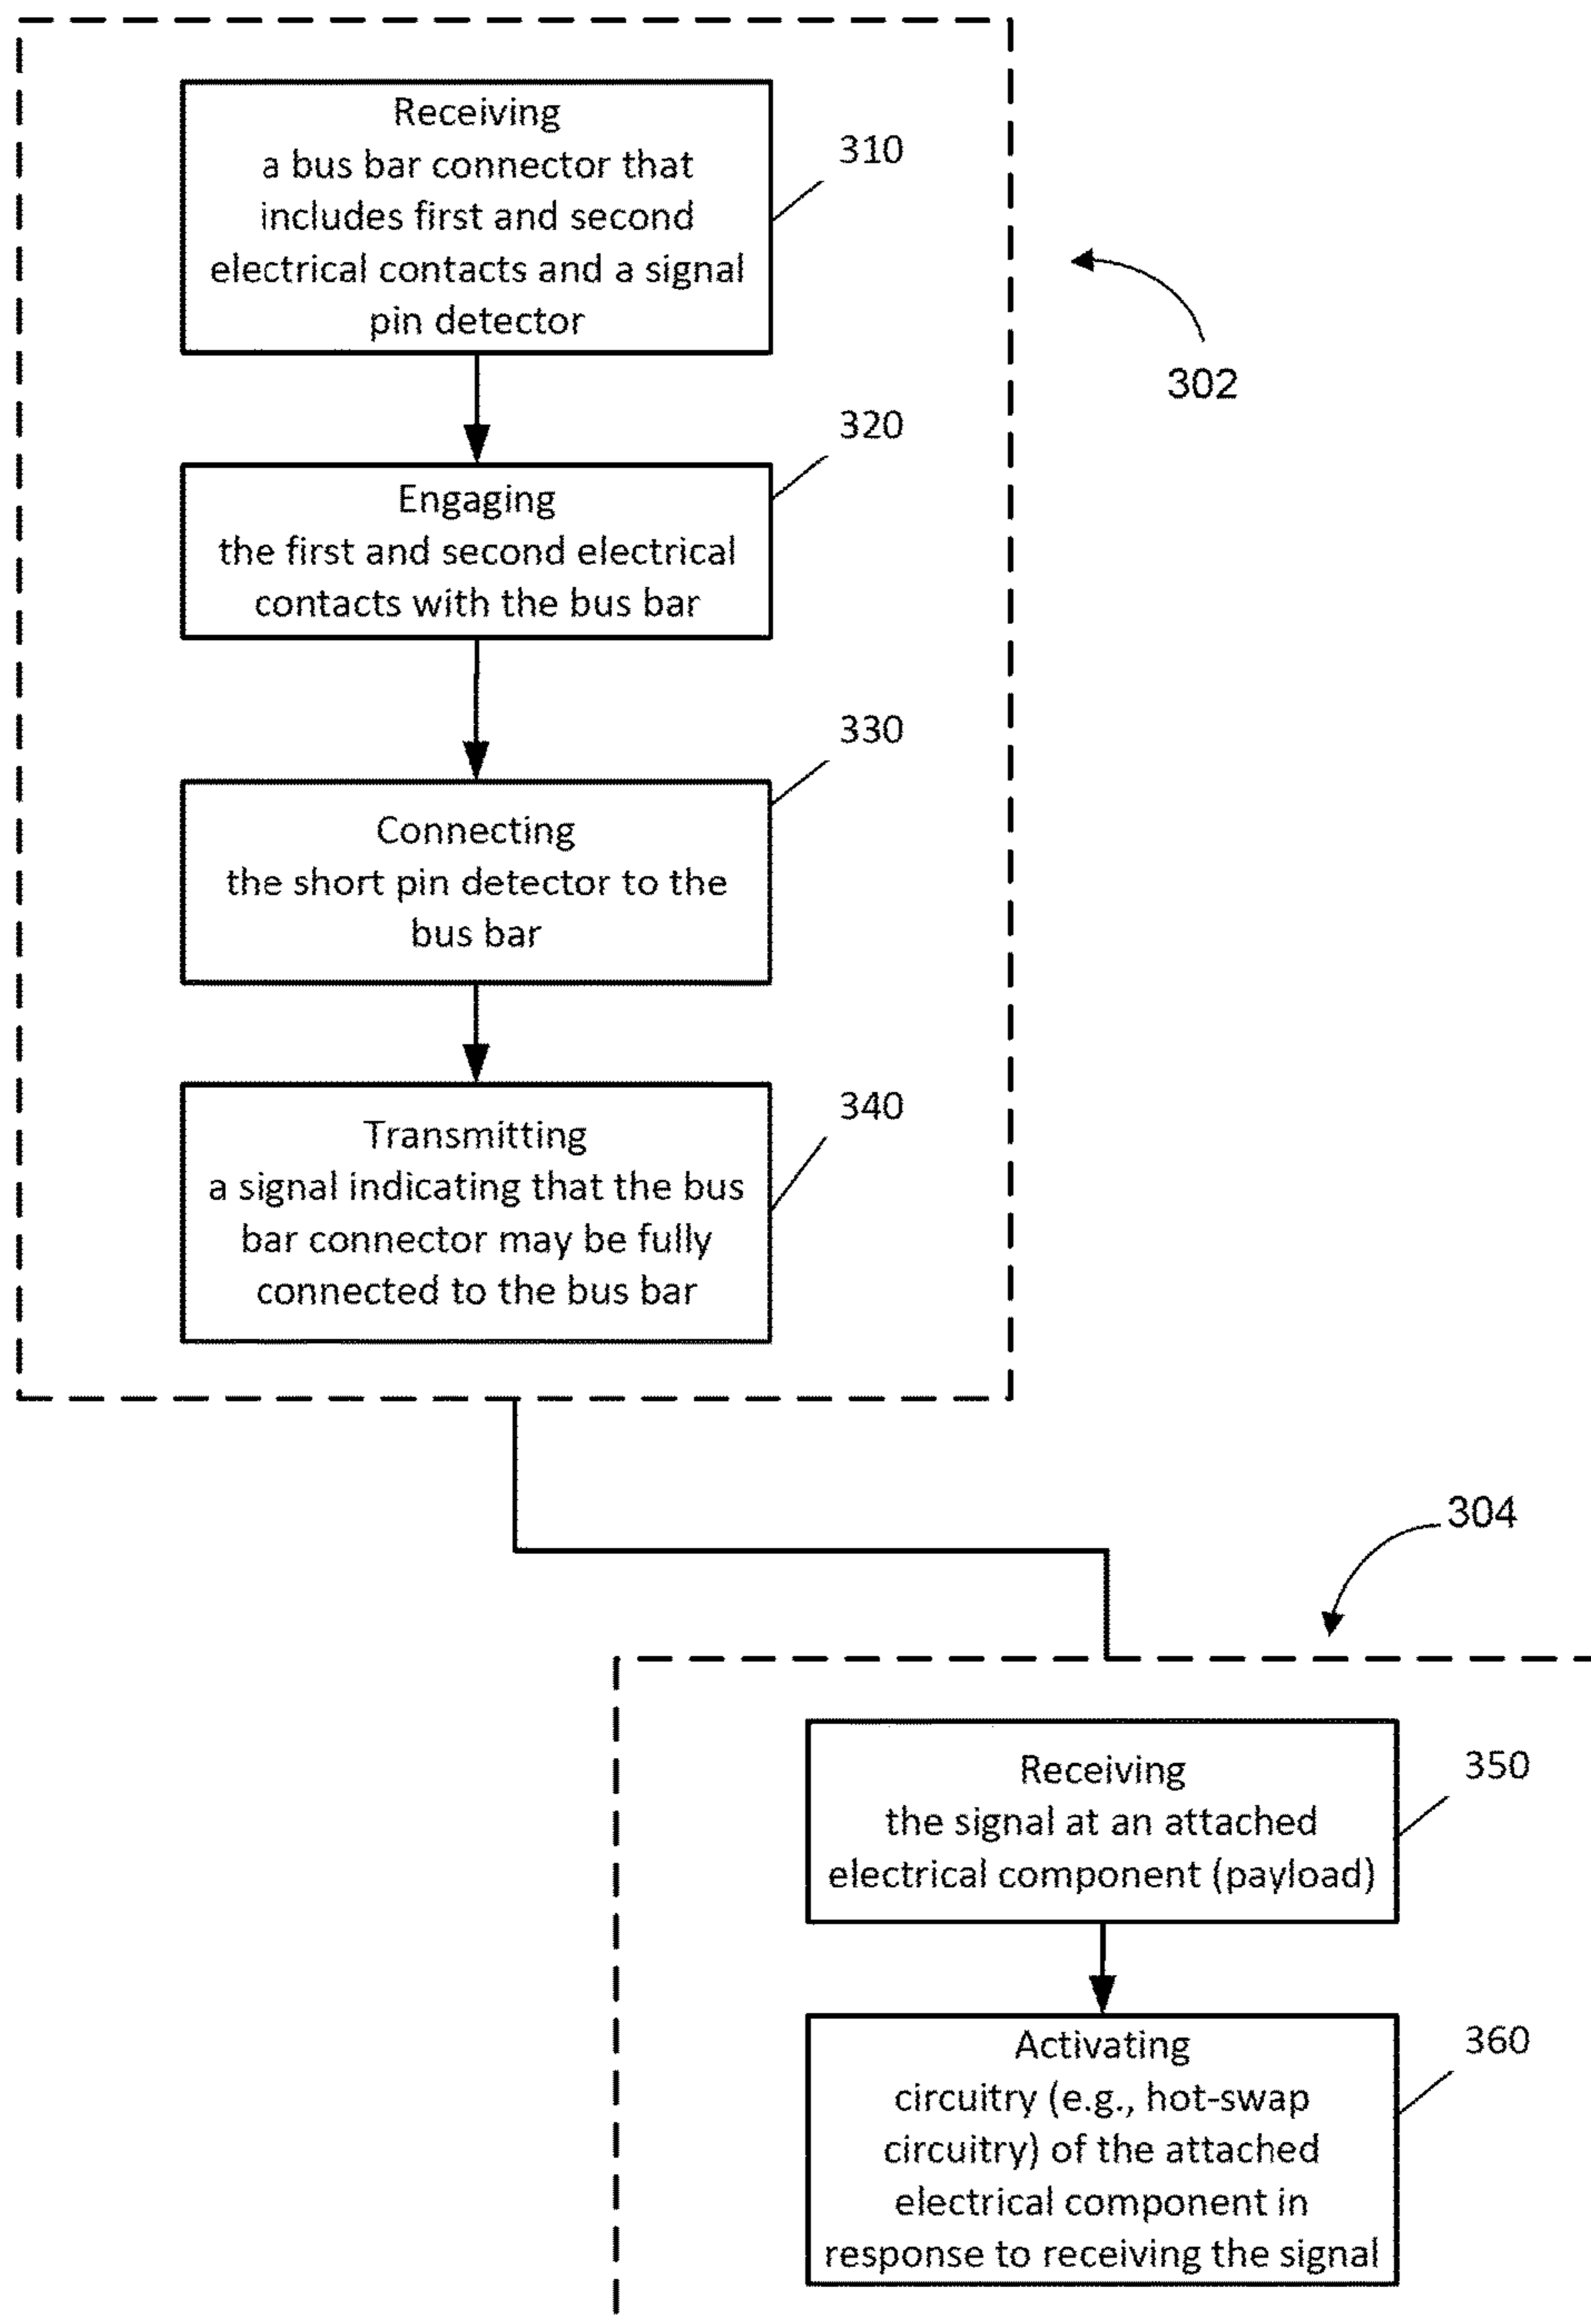 Receiving
a bus bar connector that
includes first and second
electrical contacts and a signal
pin detector
310
302
320
Engaging
the first and second electrical
contacts with the bus bar
330
Connecting
the short pin detector to the
bus bar
340
Transmitting
a signal indicating that the bus
bar connector may be fully
connected to the bus bar
304
Receiving
the signal at an attached
electrical component (payload)
350
Activating
circuitry (e.g., hot-swap
circuitry) of the attached
electrical component in
response to receiving the signal
360